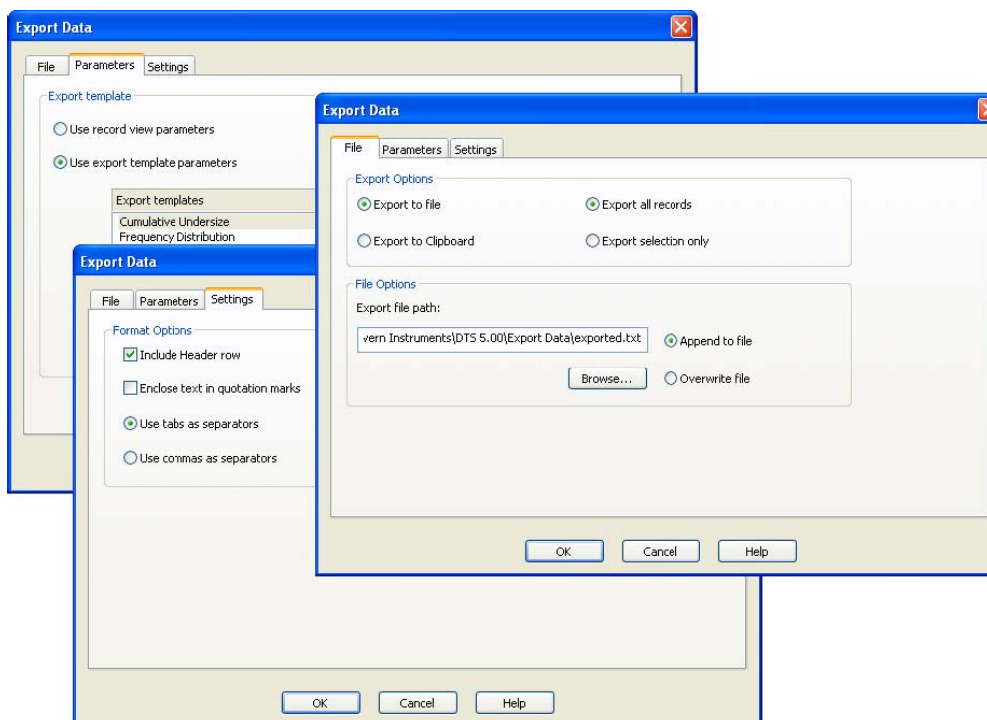 Export Data
File Parameters Settings
Export template
Use record view parameters
Use export template parameters
Export templates
Cumulative Undersize
Frequency Distribution
Export Data
File Parameters Settings
Format Options
Include Header row
Enclose text in quotation marks
Use tabs as separators
Use commas as separators
OK Cancel Help
Export Data
File Parameters Settings
Export Options
Export to file Export all records
Export to Clipboard Export selection only
File Options
Export file path:
vern Instruments\DTS 5.00\Export Data\exported.txt Append to file
Browse... Overwrite file
OK Cancel Help